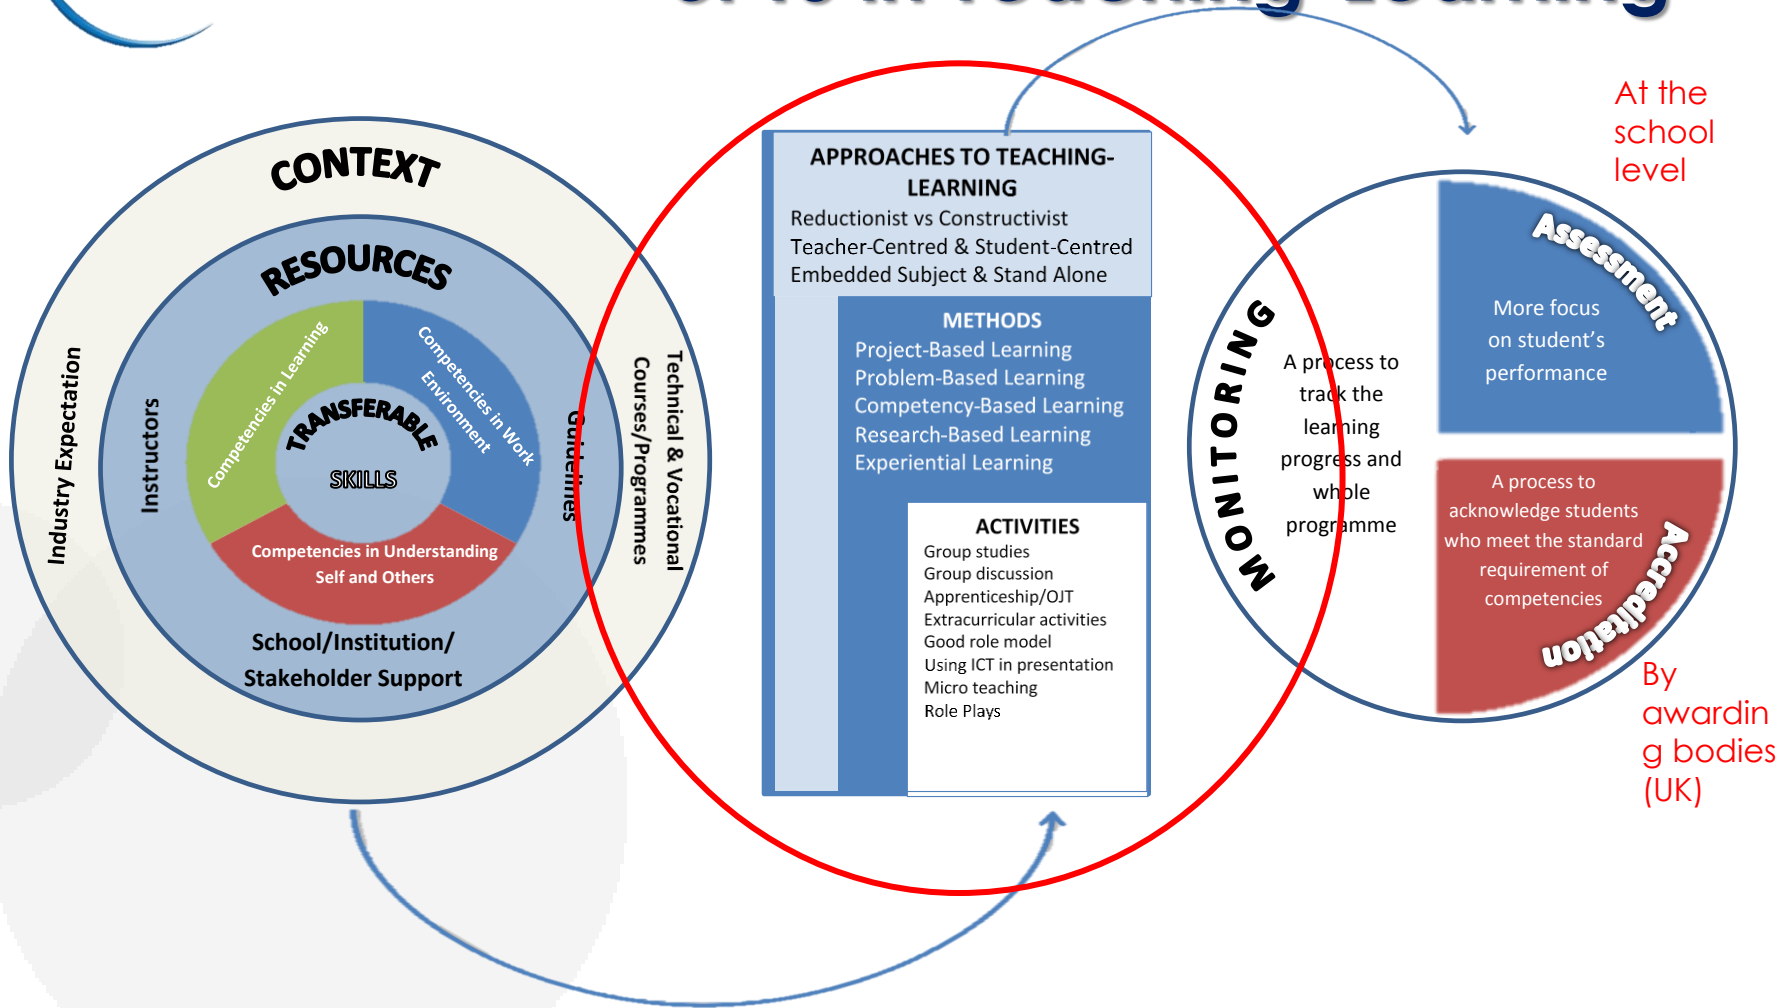 in Teaching-Learning
CONTEXT
RESOURCES
Industry Expectation
Instructors
Competencies in Learning
Competencies in Work
Environment
TRANSFERABLE
SKILLS
Competencies in Understanding
Self and Others
School/Institution/
Stakeholder Support
Guidelines
Technical & Vocational
Courses/Programmes
APPROACHES TO TEACHING-
LEARNING
Reductionist vs Constructivist
Teacher-Centred & Student-Centred
Embedded Subject & Stand Alone
METHODS
Project-Based Learning
Problem-Based Learning
Competency-Based Learning
Research-Based Learning
Experiential Learning
ACTIVITIES
Group studies
Group discussion
Apprenticeship/OJT
Extracurricular activities
Good role model
Using ICT in presentation
Micro teaching
Role Plays
MONITORING
A process to
track the
learning
progress and
whole
programme
At the
school
level
Assessment
More focus
on student's
performance
A process to
acknowledge students
who meet the standard
requirement of
competencies
Accreditation
By
awardin
g bodies
(UK)